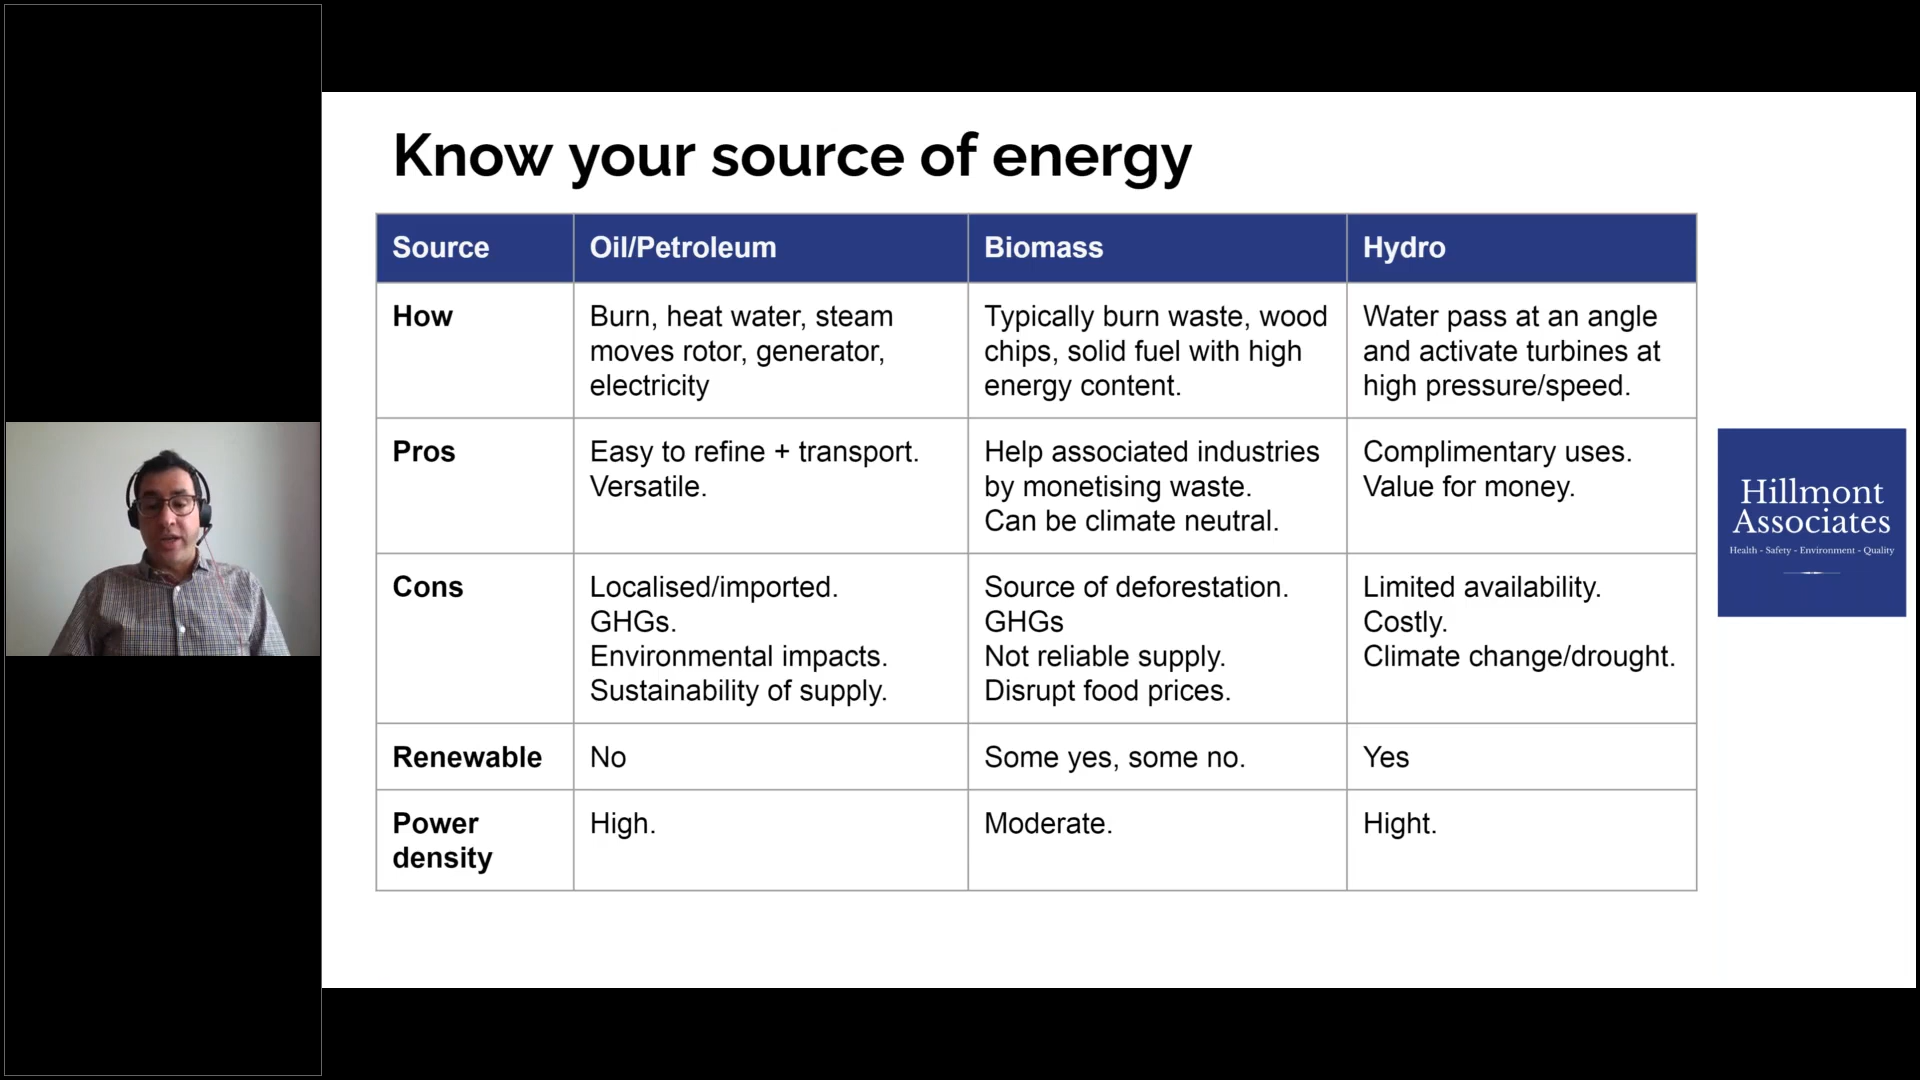 Know your source of energy
Source
Oil/Petroleum
Biomass
Hydro
How
Burn, heat water, steam
moves rotor, generator,
electricity
Typically burn waste, wood
chips, solid fuel with high
energy content.
Water pass at an angle
and activate turbines at
high pressure/speed.
Pros
Easy to refine + transport.
Versatile.
Help associated industries
by monetising waste.
Can be climate neutral.
Complimentary uses.
Value for money.
Cons
Localised/imported.
GHGs.
Environmental impacts.
Sustainability of supply.
Source of deforestation.
GHGs
Not reliable supply.
Disrupt food prices.
Limited availability.
Costly.
Climate change/drought.
Renewable
No
Some yes, some no.
Yes
Power
density
High.
Moderate.
Hight.
Hillmont
Associates
Health - Safety - Environment - Quality